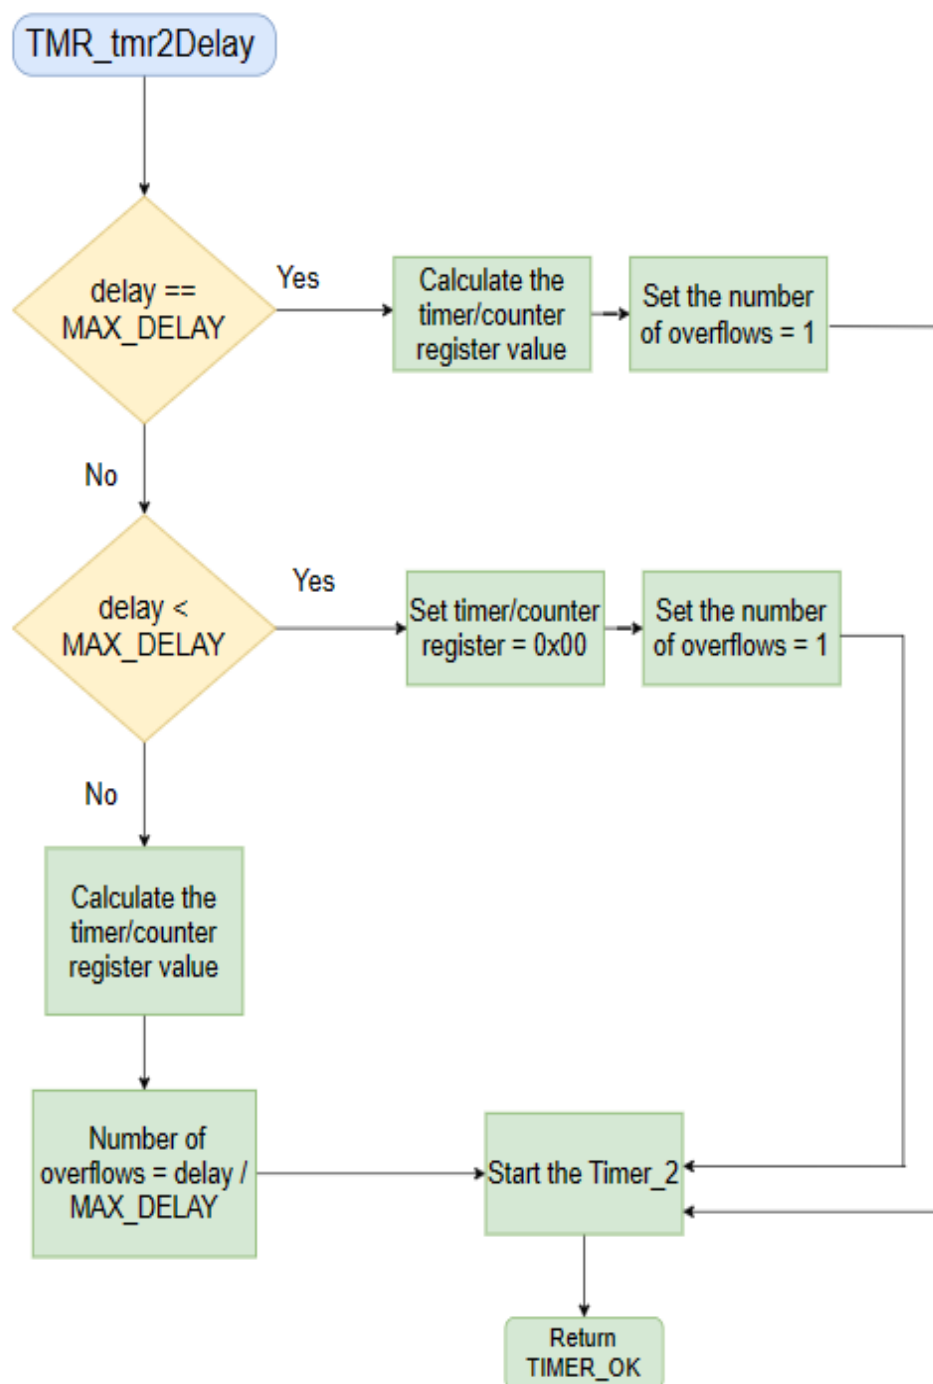 TMR_tmr2Delay
delay ==
MAX_DELAY
Yes
Calculate the
timer/counter
register value
Set the number
of overflows = 1
No
delay <
MAX_DELAY
Yes
Set timer/counter
register = 0x00
Set the number
of overflows = 1
No
Calculate the
timer/counter
register value
Number of
overflows = delay /
MAX_DELAY
Start the Timer_2
Return
TIMER_OK